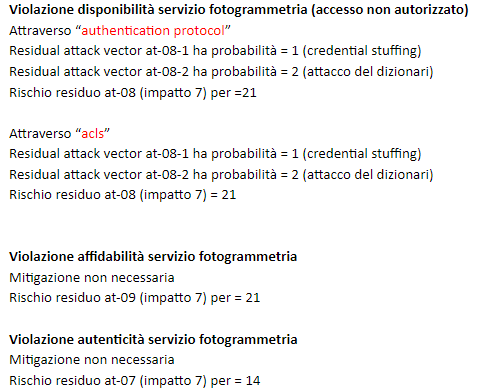 Violazione disponibilità servizio fotogrammetria (accesso non autorizzato)
Attraverso “authentication protocol”
Residual attack vector at-08-1 ha probabilità = 1 (credential stuffing)
Residual attack vector at-08-2 ha probabilità = 2 (attacco del dizionari)
Rischio residuo at-08 (impatto 7) per =21
Attraverso “acls”
Residual attack vector at-08-1 ha probabilità = 1 (credential stuffing)
Residual attack vector at-08-2 ha probabilità = 2 (attacco del dizionari)
Rischio residuo at-08 (impatto 7) = 21
Violazione affidabilità servizio fotogrammetria
Mitigazione non necessaria
Rischio residuo at-09 (impatto 7) per = 21
Violazione autenticità servizio fotogrammetria
Mitigazione non necessaria
Rischio residuo at-07 (impatto 7) per = 14